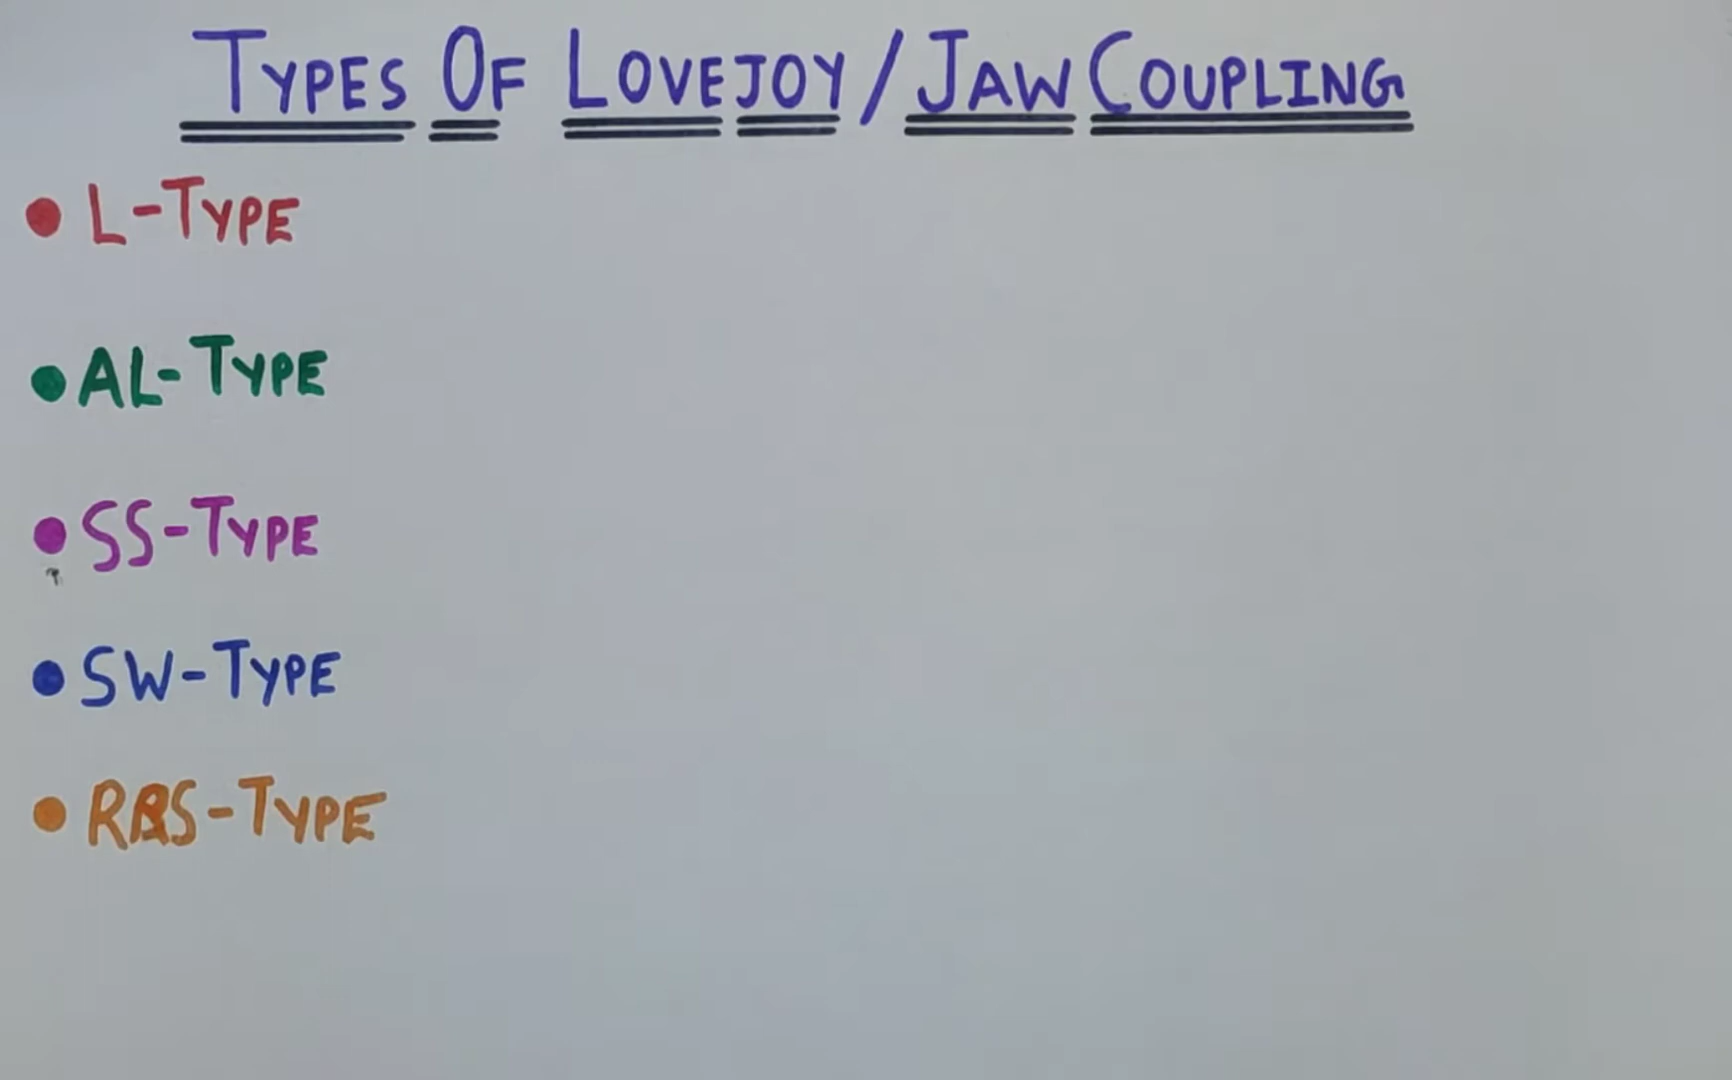 TYPES OF LOVEJOY/JAW COUPLING
• L-TYPE
• AL-TYPE
• SS-TYPE
• SW-TYPE
• RRS-TYPE